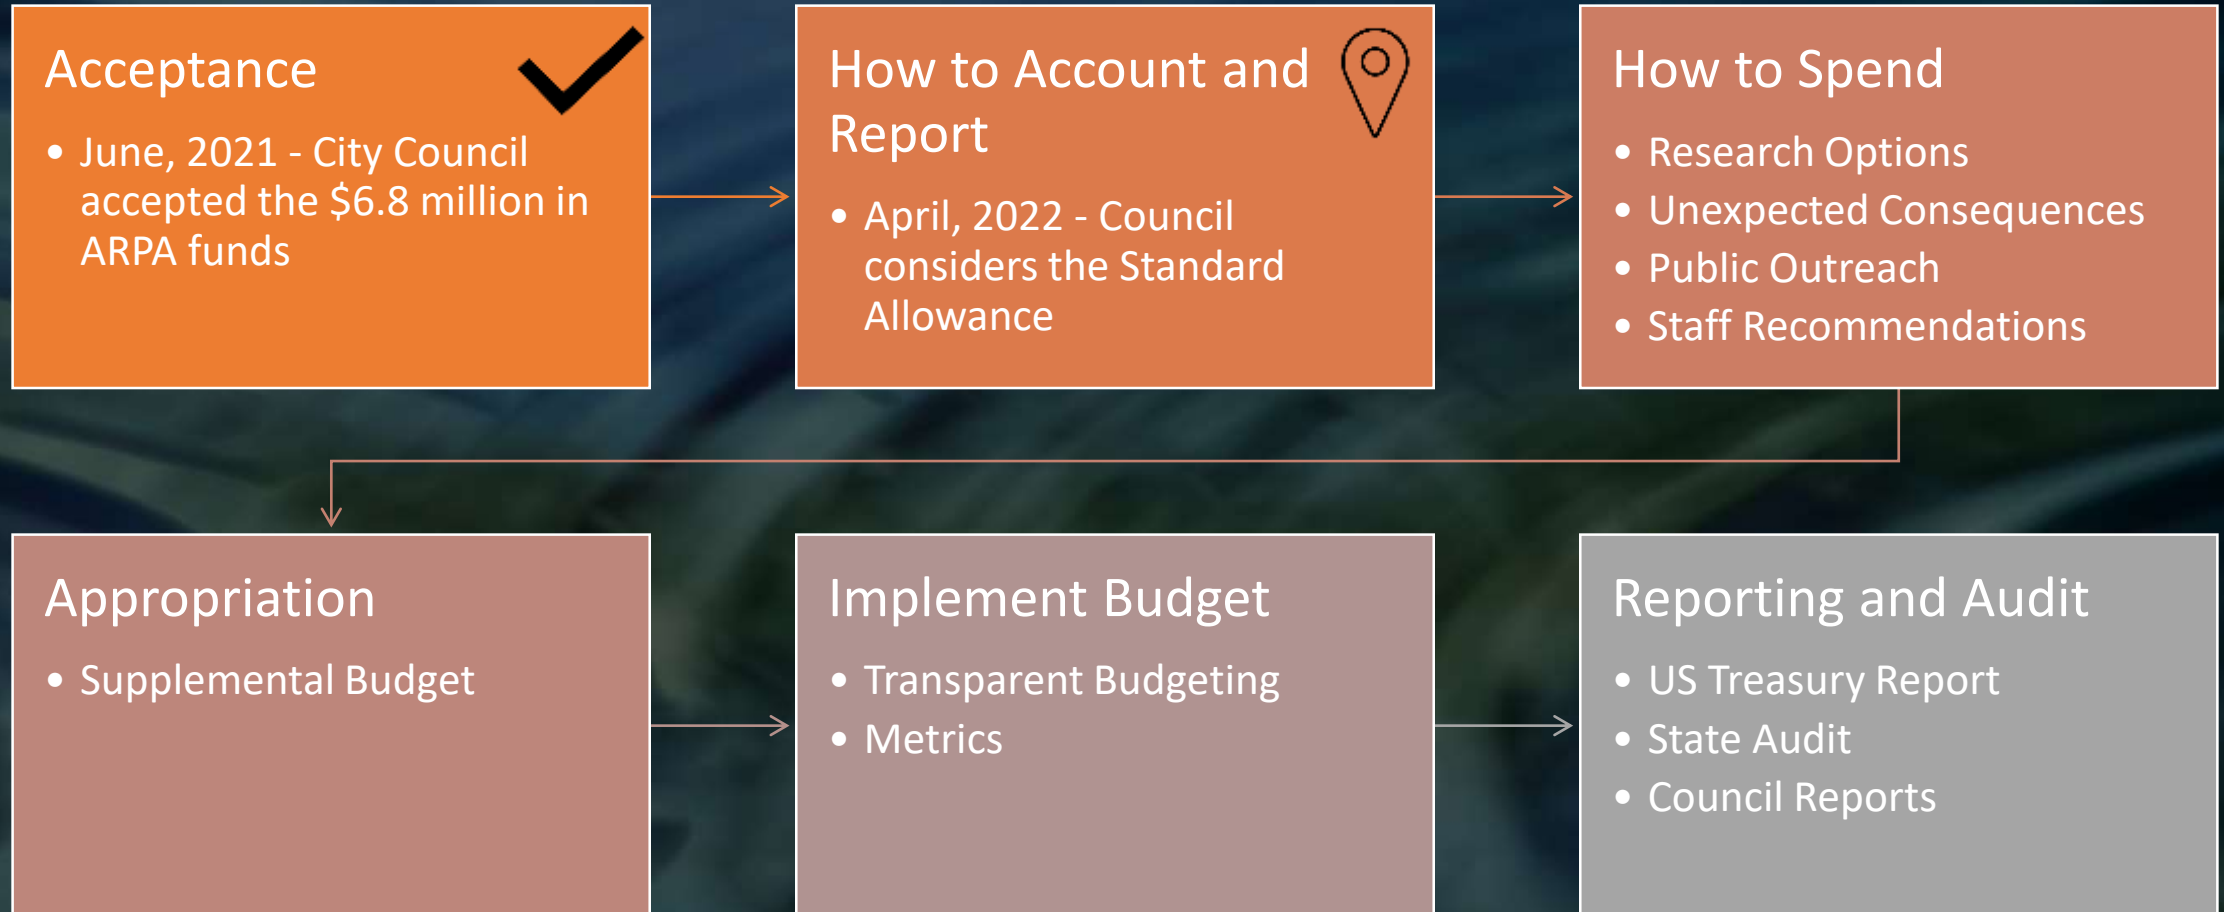 Acceptance
• June, 2021 - City Council
accepted the $6.8 million in
ARPA funds
How to Account and
Report
• April, 2022 - Council
considers the Standard
Allowance
How to Spend
• Research Options
• Unexpected Consequences
• Public Outreach
• Staff Recommendations
Appropriation
• Supplemental Budget
Implement Budget
• Transparent Budgeting
• Metrics
Reporting and Audit
• US Treasury Report
• State Audit
• Council Reports